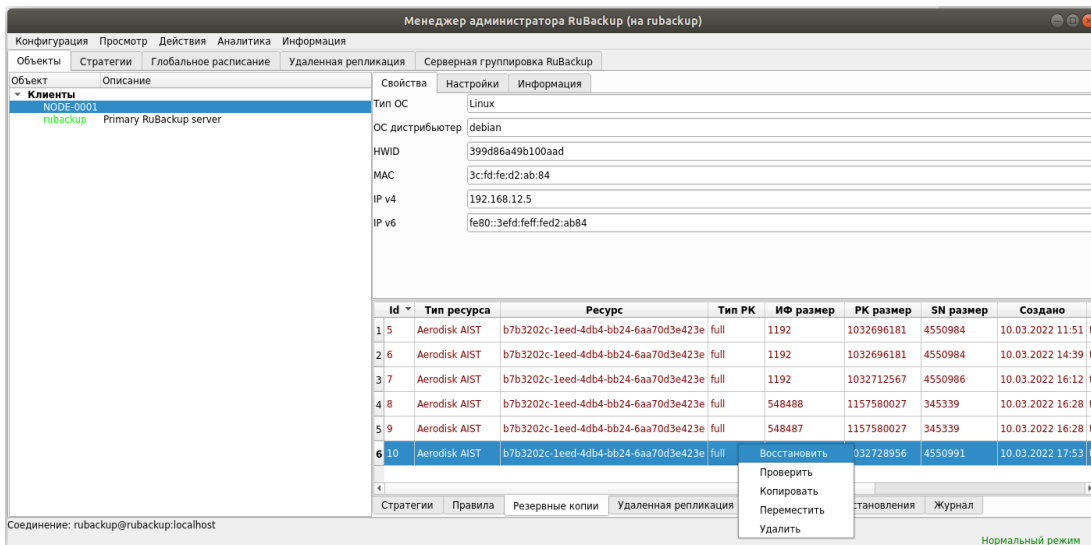 Менеджер администратора RuBackup (на rubackup)
Конфигурация Просмотр Действия Аналитика Информация
Объекты Стратегии Глобальное расписание Удаленная репликация Серверная группировка RuBackup
Объект Описание
Клиенты
NODE-0001
rubackup Primary RuBackup server
Свойства Настройки Информация
Тип ОС Linux
ОС дистрибьютер debian
HWID 399d86a49b100aad
MAC 3c:fd:fe:d2:ab:84
IP v4 192.168.12.5
IP v6 fe80::3efd:feff:fed2:ab84
Id Тип ресурса Ресурс Тип РК ИФ размер РК размер SN размер Создано
1 5 Aerodisk AIST b7b3202c-1eed-4db4-bb24-6aa70d3e423e full 1192 1032696181 4550984 10.03.2022 11:51
2 6 Aerodisk AIST b7b3202c-1eed-4db4-bb24-6aa70d3e423e full 1192 1032696181 4550984 10.03.2022 14:39
3 7 Aerodisk AIST b7b3202c-1eed-4db4-bb24-6aa70d3e423e full 1192 1032712567 4550986 10.03.2022 16:12
4 8 Aerodisk AIST b7b3202c-1eed-4db4-bb24-6aa70d3e423e full 548488 1157580027 345339 10.03.2022 16:28
5 9 Aerodisk AIST b7b3202c-1eed-4db4-bb24-6aa70d3e423e full 548487 1157580027 345339 10.03.2022 16:28
6 10 Aerodisk AIST b7b3202c-1eed-4db4-bb24-6aa70d3e423e full 032728956 4550991 10.03.2022 17:53
Восстановить
Проверить
Копировать
Переместить
Удалить
Стратегии Правила Резервные копии Удаленная репликация становления Журнал
Соединение: rubackup@rubackup:localhost
Нормальный режим